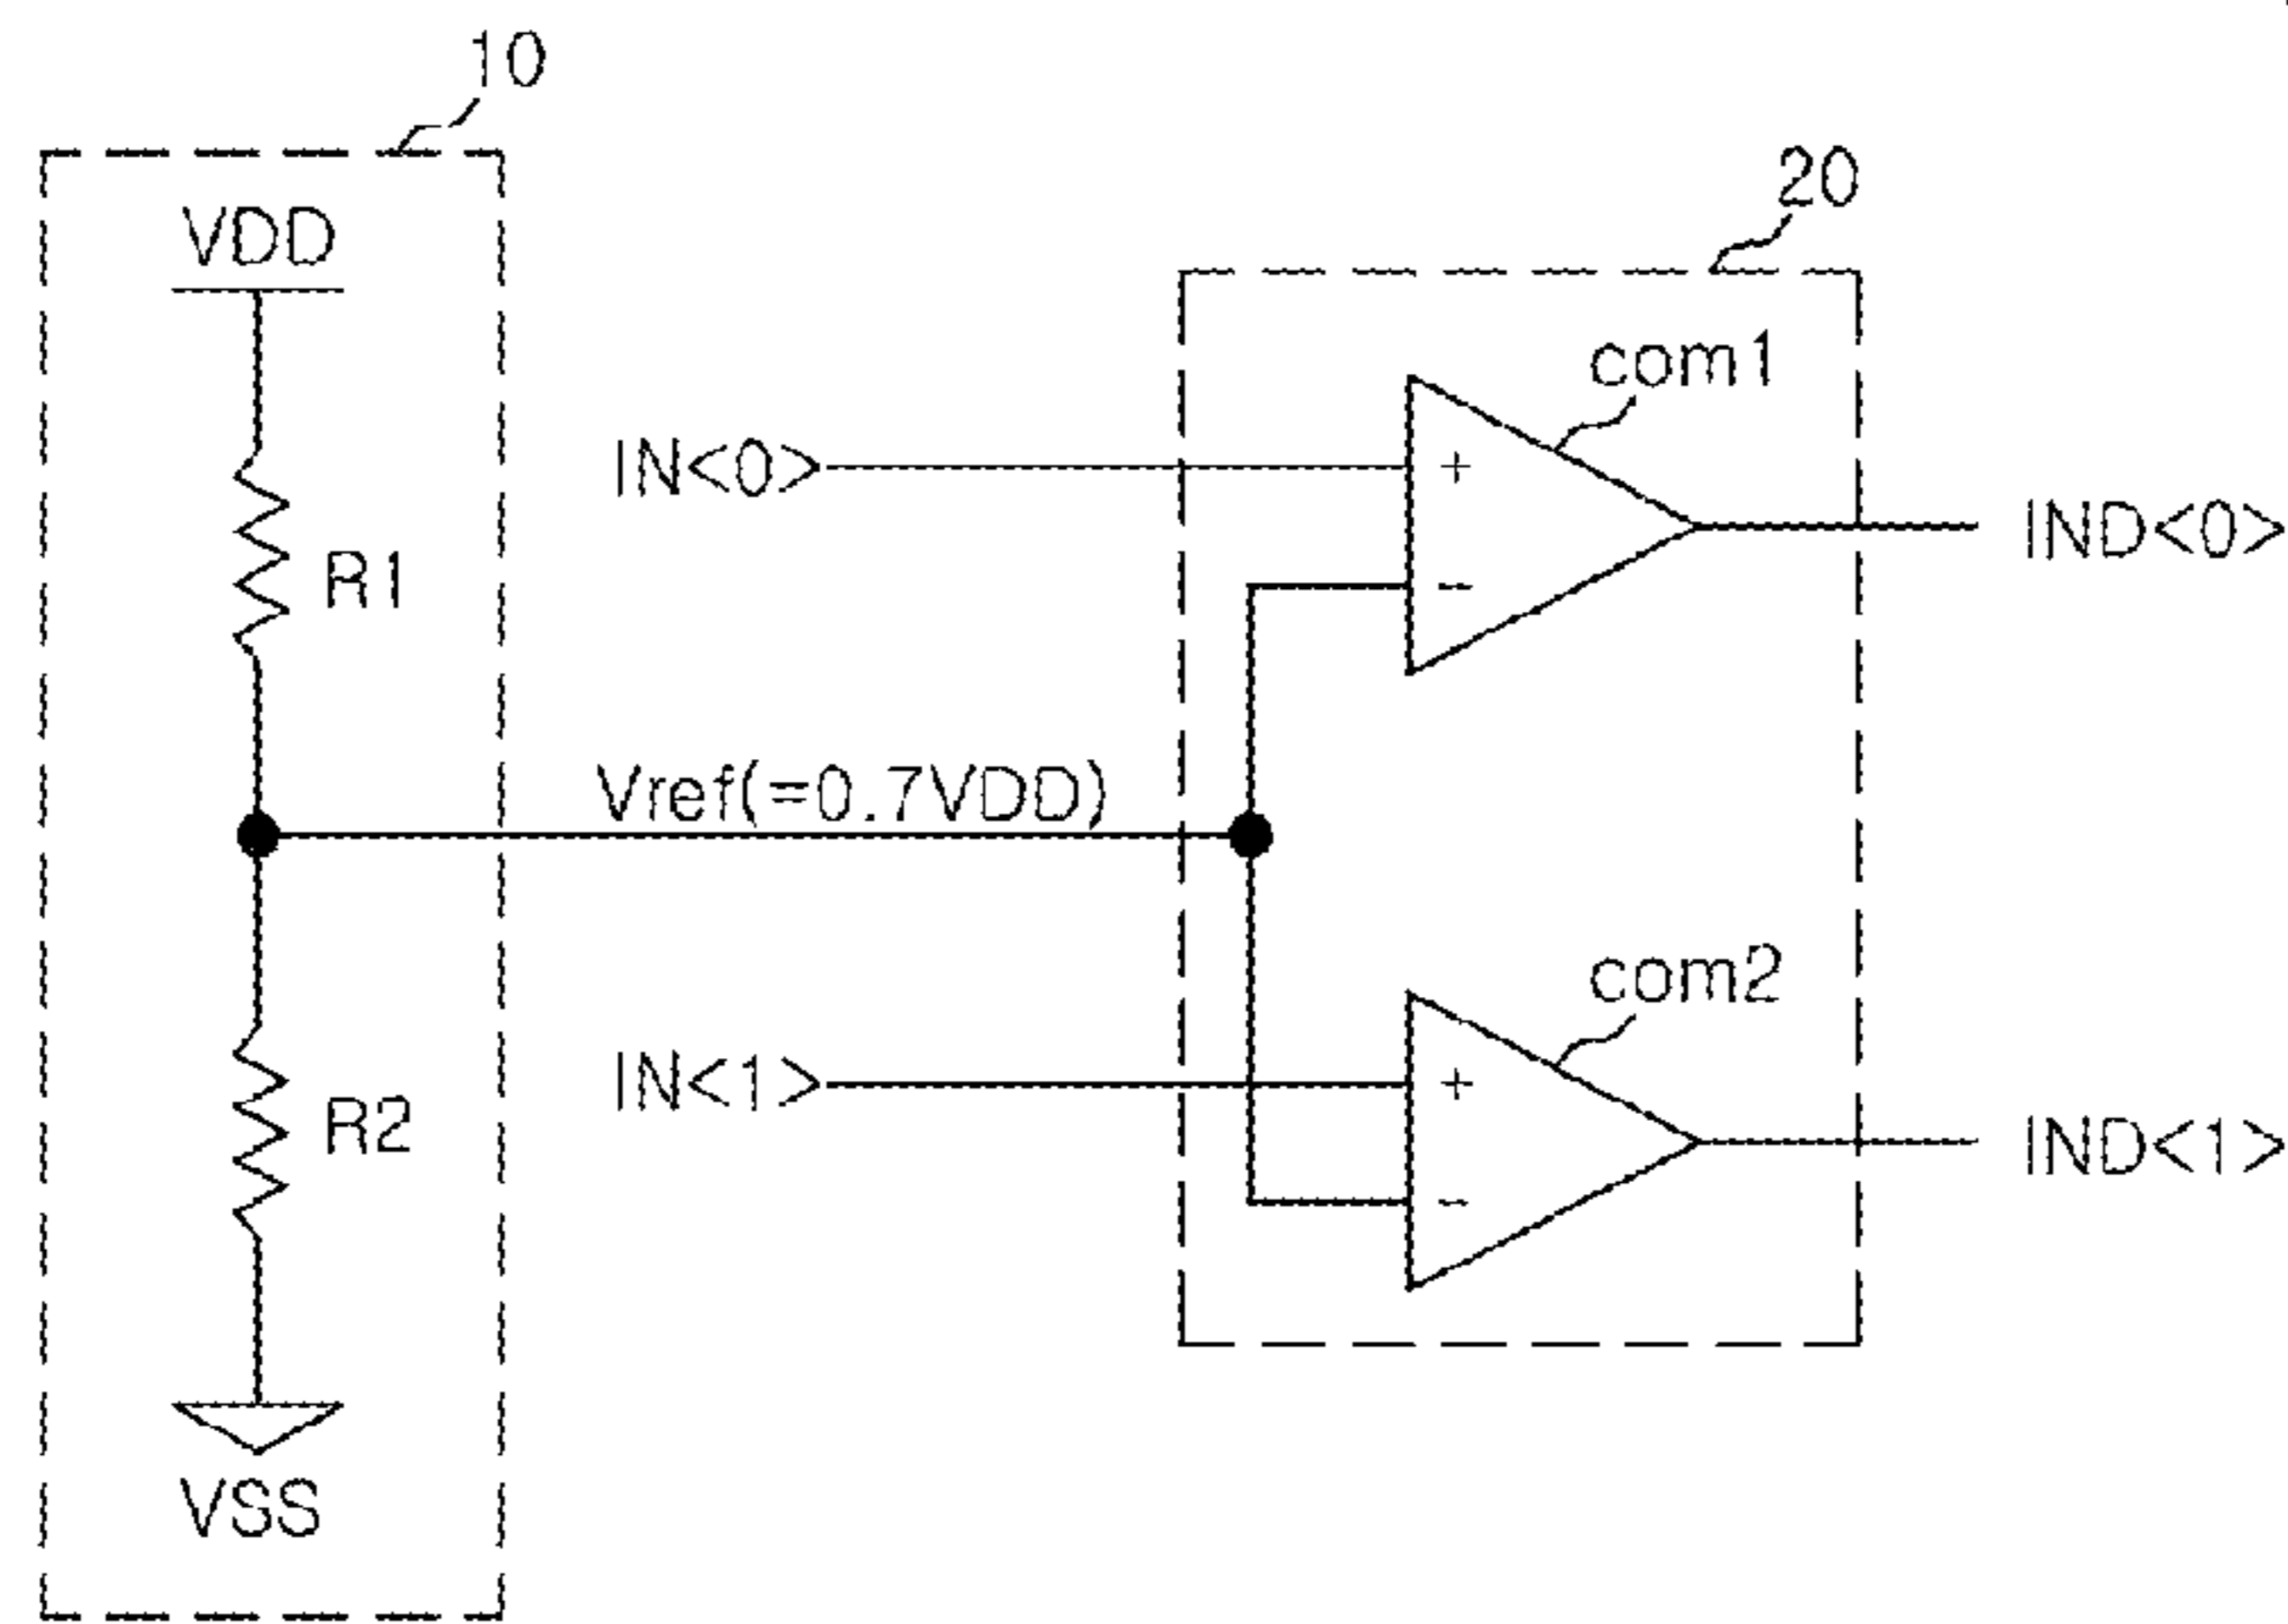 10
VDD
20
com1
IN<0>
+
IND<0>
R1
-
Vref(=0.7VDD)
com2
IN<1>
+
R2
IND<1>
-
VSS